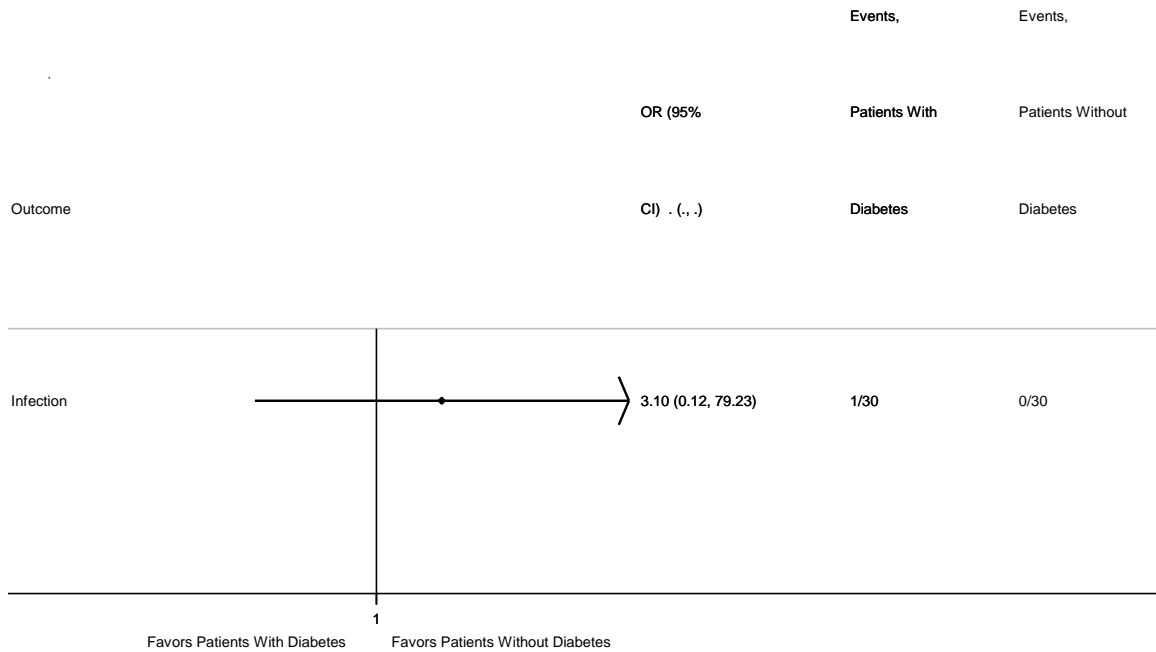 Events, Events,
.
OR (95% Patients With Patients Without
Outcome CI) . (., .) Diabetes Diabetes
Infection 3.10 (0.12, 79.23) 1/30 0/30
1
Favors Patients With Diabetes Favors Patients Without Diabetes